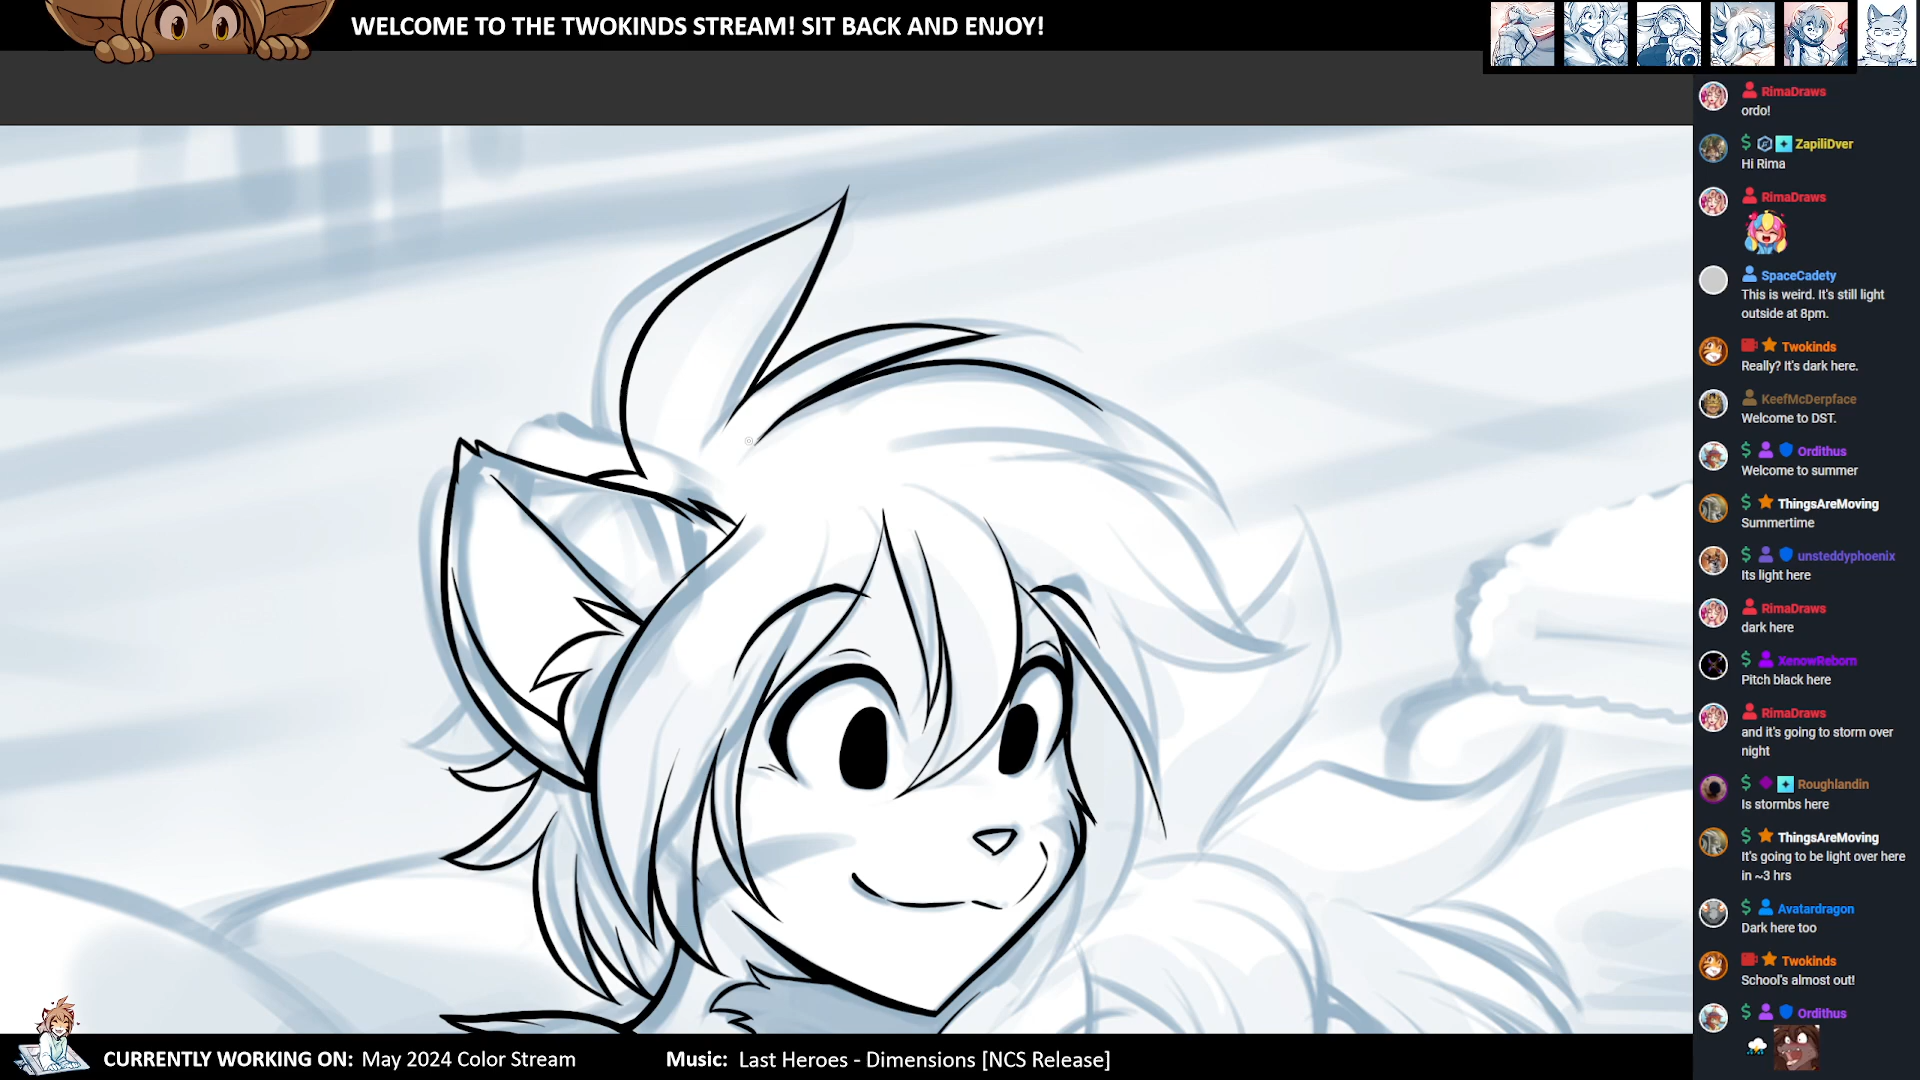 WELCOME TO THE TWOKINDS STREAM! SIT BACK AND ENJOY!
RimaDraws
ordo!
ZapiliDver
Hi Rima
RimaDraws
SpaceCadety
This is weird. It's still light
outside at 8pm.
Twokinds
Really? It's dark here.
KeefMcDerpface
Welcome to DST.
Ordithus
Welcome to summer
ThingsAreMoving
Summertime
unsteddyphoenix
Its light here
RimaDraws
dark here
XenowReborn
Pitch black here
RimaDraws
and it's going to storm over
night
Roughlandin
Is stormbs here
ThingsAreMoving
It's going to be light over here
in ~3 hrs
Avatardragon
Dark here too
Twokinds
School's almost out!
Ordithus
CURRENTLY WORKING ON: May 2024 Color Stream
Music: Last Heroes - Dimensions [NCS Release]